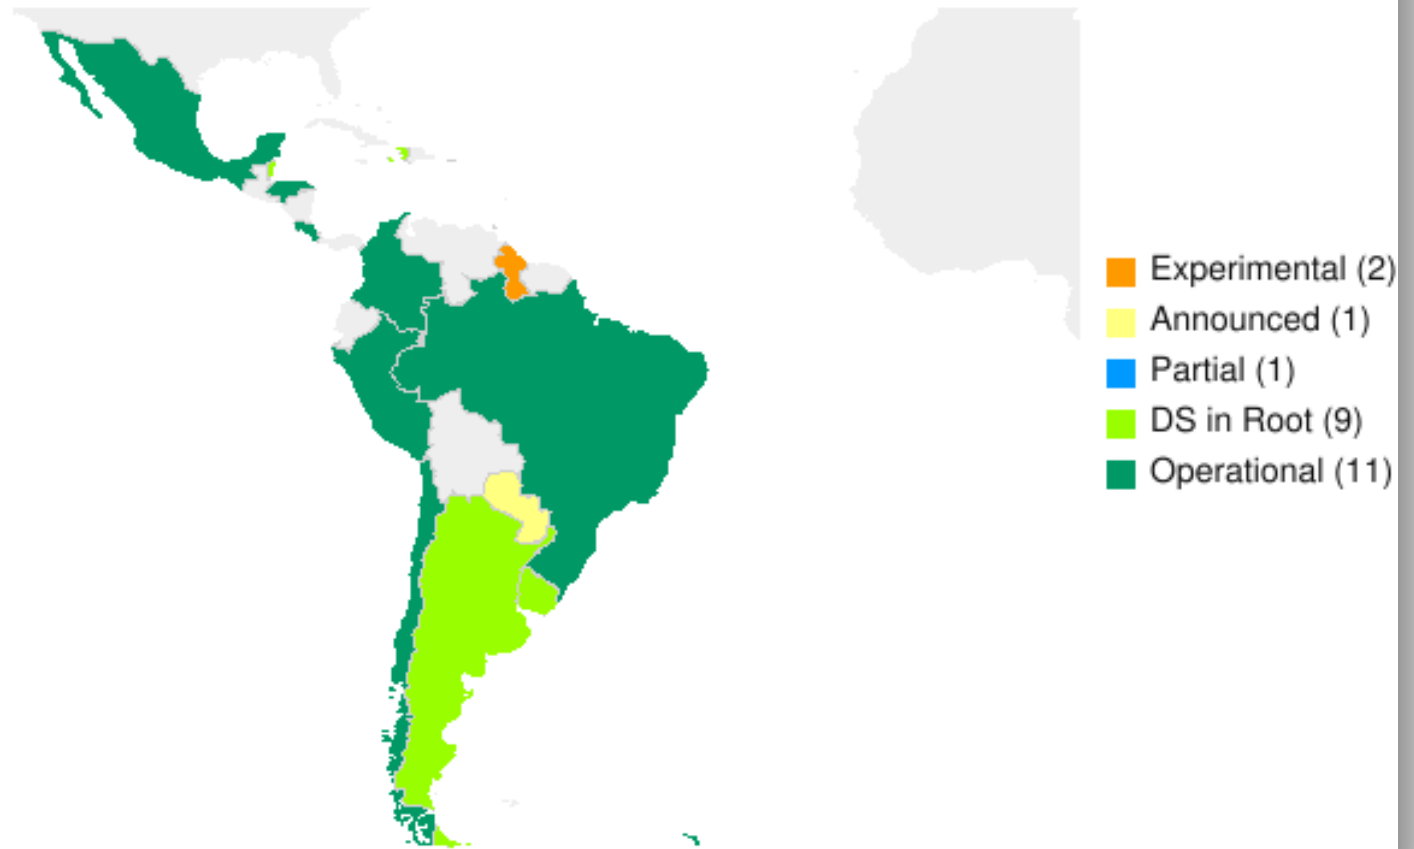 Experimental (2)
Announced (1)
Partial (1)
DS in Root (9)
Operational (11)